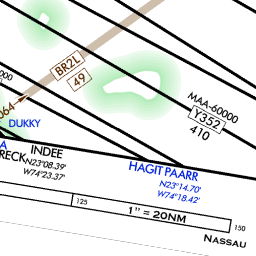 BR2L
49
MAA-60000
Y352
410
064
DUKKY
INDEE
N23°08.39'
W74°23.37'
HAGIT PAARR
N23°14.70'
W74°18.42'
125
1" = 20NM
150
NASSAU